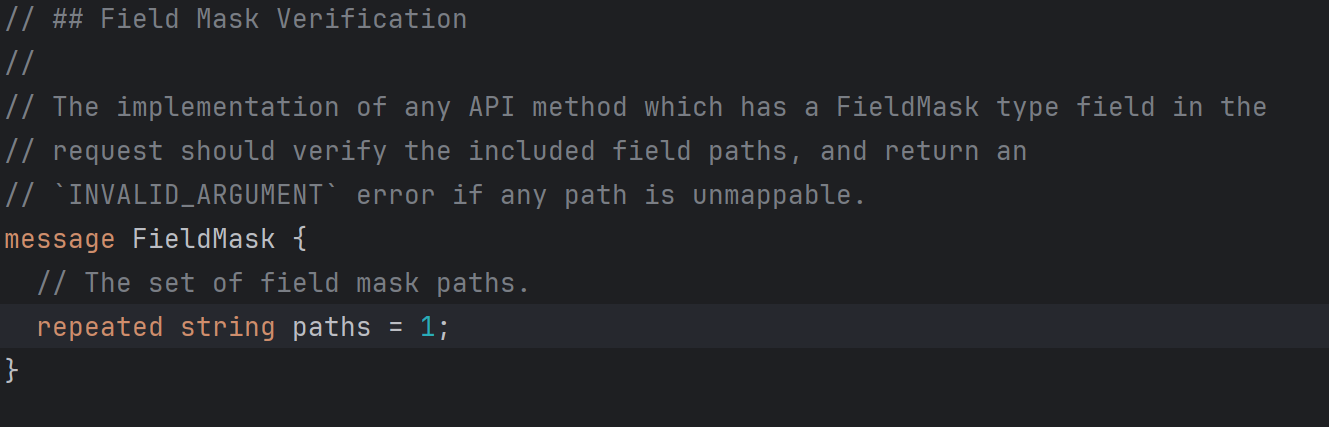 // ## Field Mask Verification
//
// The implementation of any API method which has a FieldMask type field in the
// request should verify the included field paths, and return an
// `INVALID_ARGUMENT` error if any path is unmappable.
message FieldMask {
  // The set of field mask paths.
  repeated string paths = 1;
}